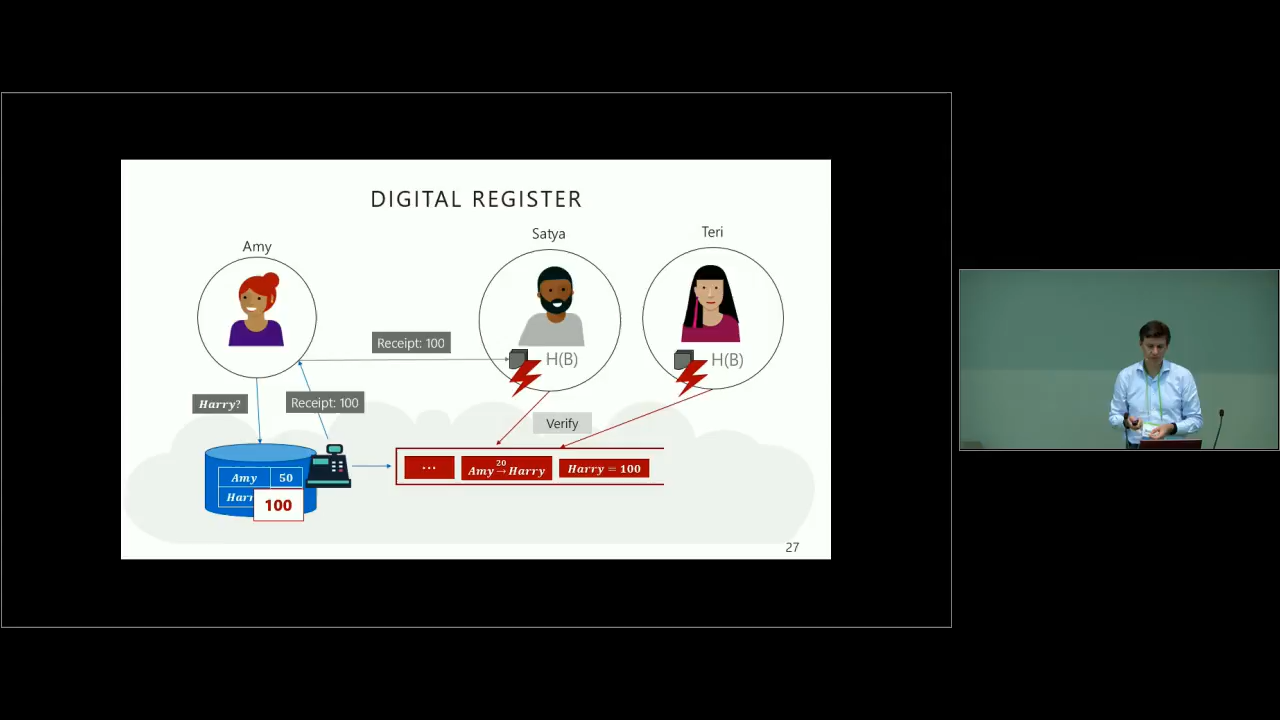 DIGITAL REGISTER
Amy
Satya
Teri
Receipt: 100
H(B)
H(B)
Harry?
Receipt: 100
Verify
Amy 50
Harr
100
...
20
Amy → Harry
Harry = 100
27